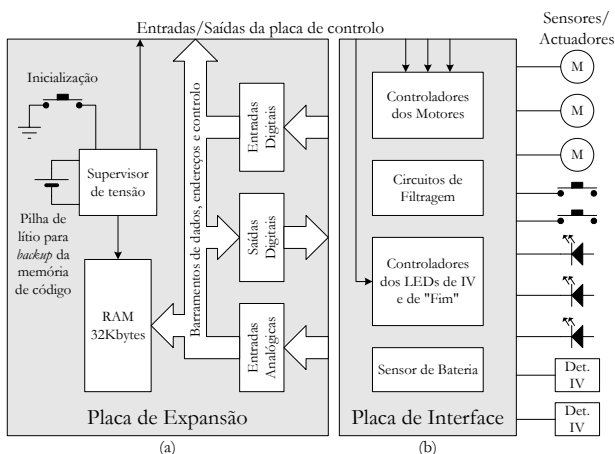 Entradas/Saídas da placa de controlo
Sensores/
Actuadores
Inicialização
Supervisor
de tensão
Pilha de
lítio para
backup da
memória
de código
RAM
32Kbytes
Barramentos de dados, endereços e controlo
Entradas
Digitais
Saídas
Digitais
Entradas
Analógicas
Placa de Expansão
(a)
Controladores
dos Motores
Circuitos de
Filtragem
Controladores
dos LEDs de IV
e de "Fim"
Sensor de Bateria
Placa de Interface
(b)
M
M
M
Det.
IV
Det.
IV